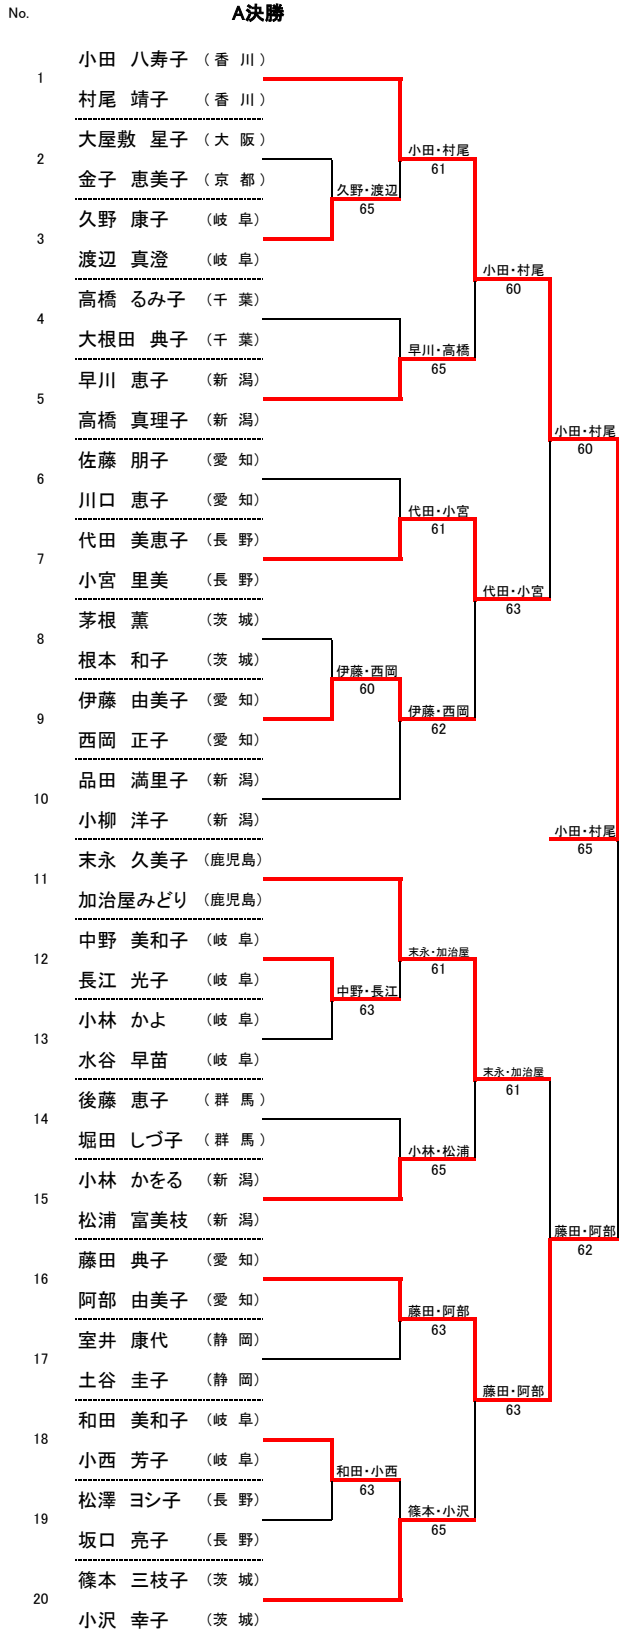 No. A決勝
小田 八寿子 (香 川)
1
村尾 靖子 (香 川)
大屋敷 星子 (大 阪)
2 小田・村尾
61
金子 恵美子 (京 都)
久野・渡辺
65
久野 康子 (岐 阜)
3
渡辺 真澄 (岐 阜)
小田・村尾
60
高橋 るみ子 (千 葉)
4
大根田 典子 (千 葉)
早川・高橋
65
早川 恵子 (新 潟)
5
高橋 真理子 (新 潟)
小田・村尾
60
佐藤 朋子 (愛 知)
6
川口 恵子 (愛 知)
代田・小宮
61
代田 美恵子 (長 野)
7
小宮 里美 (長 野)
代田・小宮
63
茅根 薫 (茨 城)
8
根本 和子 (茨 城)
伊藤・西岡
60
伊藤 由美子 (愛 知)
9 伊藤・西岡
62
西岡 正子 (愛 知)
品田 満里子 (新 潟)
10
小柳 洋子 (新 潟)
小田・村尾
65
末永 久美子 (鹿児島)
11
加治屋みどり (鹿児島)
中野 美和子 (岐 阜)
12 末永・加治屋
61
長江 光子 (岐 阜)
中野・長江
63
小林 かよ (岐 阜)
13
水谷 早苗 (岐 阜)
末永・加治屋
61
後藤 恵子 (群 馬)
14
堀田 しづ子 (群 馬)
小林・松浦
65
小林 かをる (新 潟)
15
松浦 富美枝 (新 潟)
藤田・阿部
62
藤田 典子 (愛 知)
16
阿部 由美子 (愛 知)
藤田・阿部
63
室井 康代 (静 岡)
17
土谷 圭子 (静 岡)
藤田・阿部
63
和田 美和子 (岐 阜)
18
小西 芳子 (岐 阜)
和田・小西
63
松澤 ヨシ子 (長 野)
19 篠本・小沢
65
坂口 亮子 (長 野)
篠本 三枝子 (茨 城)
20
小沢 幸子 (茨 城)